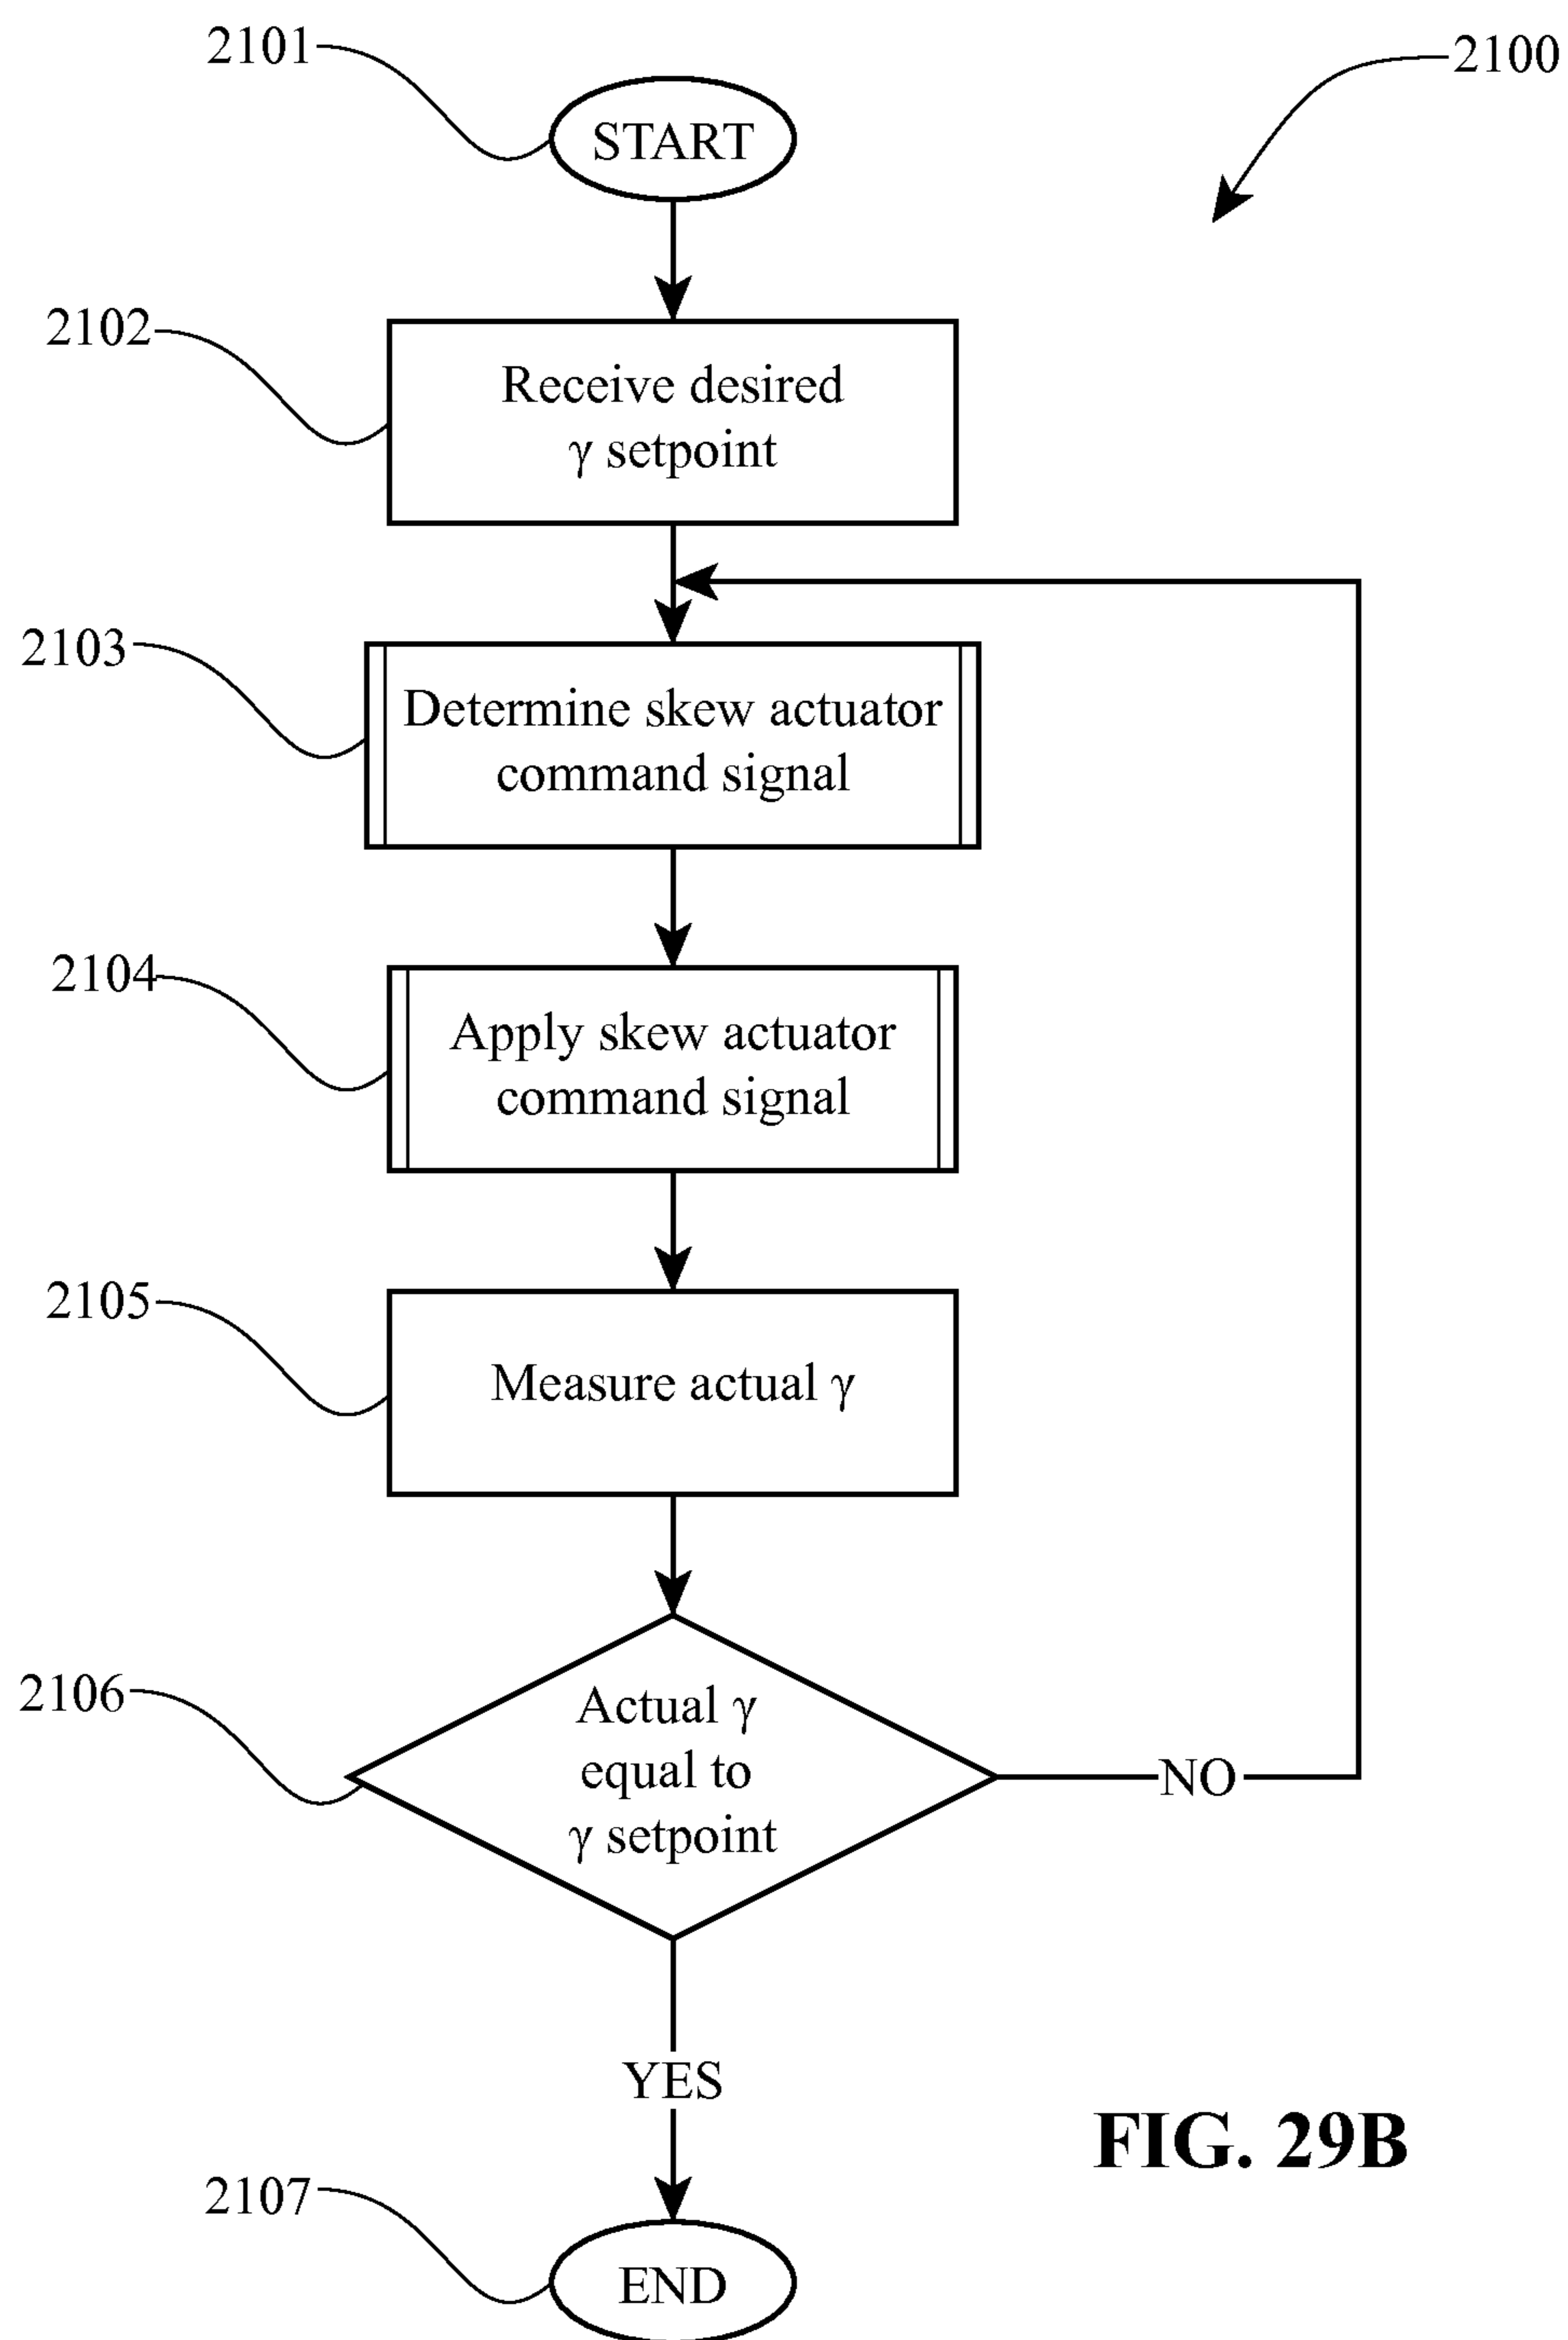 2101
2100
START
2102
Receive desired
γ setpoint
2103
Determine skew actuator
command signal
2104
Apply skew actuator
command signal
2105
Measure actual γ
2106
Actual γ
equal to
γ setpoint
NO
YES
FIG. 29B
2107
END